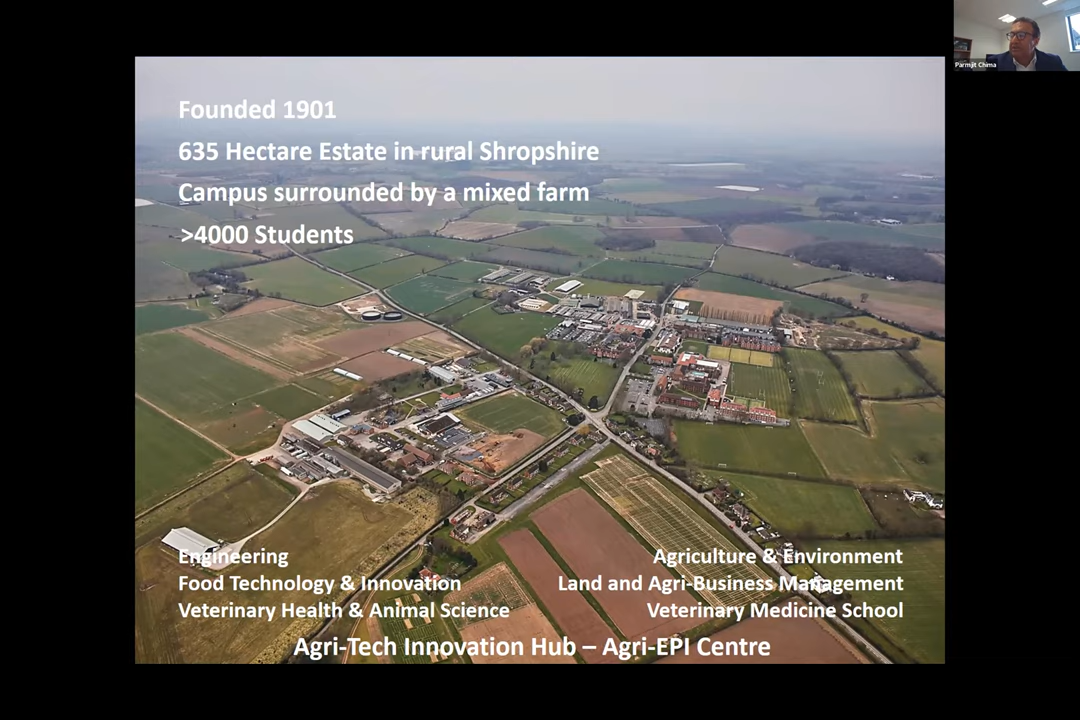 Parmjit Chima
Founded 1901
635 Hectare Estate in rural Shropshire
Campus surrounded by a mixed farm
>4000 Students
Engineering
Food Technology & Innovation
Veterinary Health & Animal Science
Agriculture & Environment
Land and Agri-Business Management
Veterinary Medicine School
Agri-Tech Innovation Hub – Agri-EPI Centre